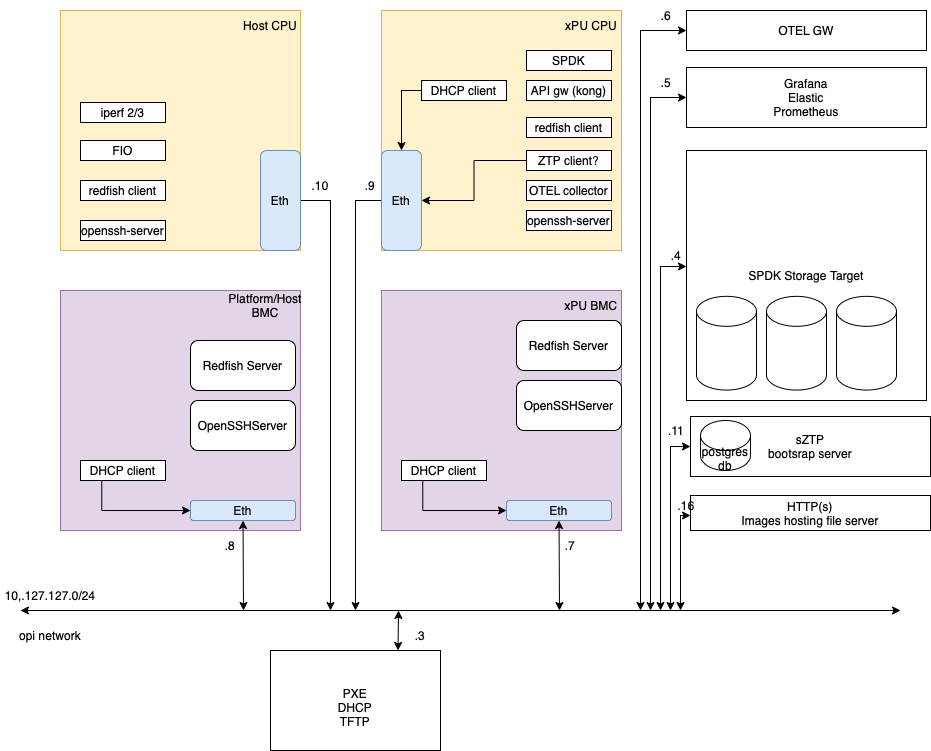 Host CPU
iperf 2/3
FIO
redfish client
openssh-server
Eth
.10
xPU CPU
SPDK
DHCP client
API gw (kong)
redfish client
ZTP client?
OTEL collector
openssh-server
Eth
.9
.6
OTEL GW
.5
Grafana
Elastic
Prometheus
.4
SPDK Storage Target
.11
postgres
db
sZTP
bootsrap server
.16
HTTP(s)
Images hosting file server
Platform/Host
BMC
Redfish Server
OpenSSHServer
DHCP client
Eth
.8
xPU BMC
Redfish Server
OpenSSHServer
DHCP client
Eth
.7
10,.127.127.0/24
opi network
.3
PXE
DHCP
TFTP